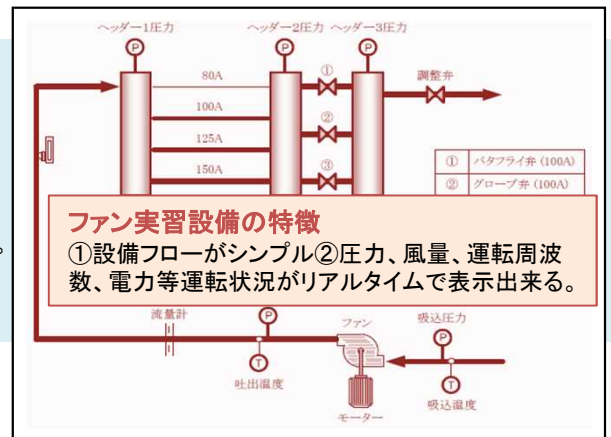 ヘッダー1圧力 ヘッダー2圧力 ヘッダー3圧力
P P P
80A ① 調整弁
100A
②
125A
③
150A
① バタフライ弁 (100A)
② グローブ弁 (100A)
ファン実習設備の特徴
①設備フローがシンプル②圧力、風量、運転周波
数、電力等運転状況がリアルタイムで表示出来る。
。
流量計 P ファン 吸込圧力
P
T
吐出温度
T
モーター 吸込温度